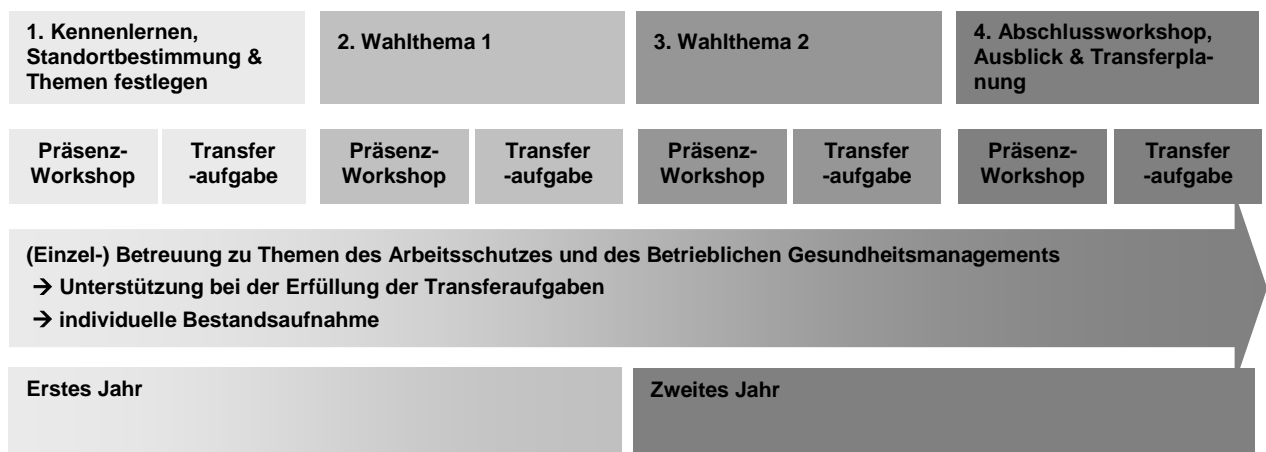 1. Kennenlernen,
Standortbestimmung &
Themen festlegen
2. Wahlthema 1
3. Wahlthema 2
4. Abschlussworkshop,
Ausblick & Transferpla-
nung
Präsenz-
Workshop
Transfer
-aufgabe
Präsenz-
Workshop
Transfer
-aufgabe
Präsenz-
Workshop
Transfer
-aufgabe
Präsenz-
Workshop
Transfer
-aufgabe
(Einzel-) Betreuung zu Themen des Arbeitsschutzes und des Betrieblichen Gesundheitsmanagements
→ Unterstützung bei der Erfüllung der Transferaufgaben
→ individuelle Bestandsaufnahme
Erstes Jahr
Zweites Jahr